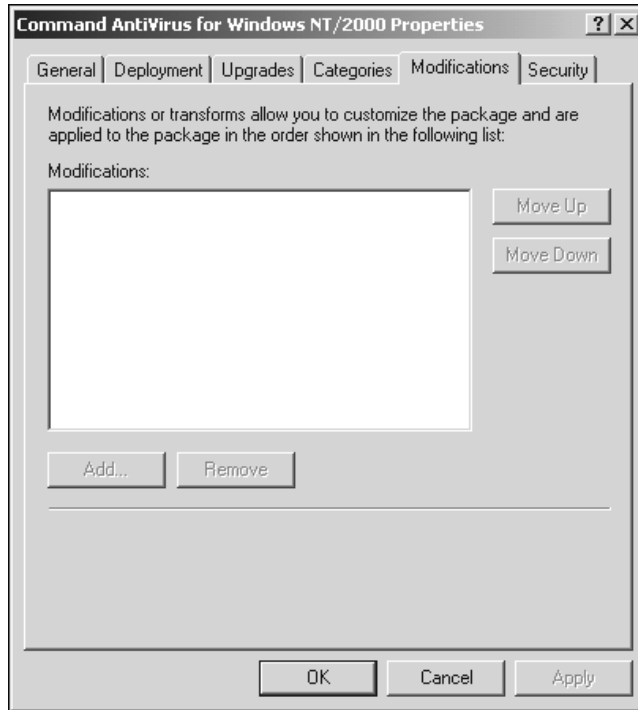 Command AntiVirus for Windows NT/2000 Properties
General Deployment Upgrades Categories Modifications Security
Modifications or transforms allow you to customize the package and are
applied to the package in the order shown in the following list:
Modifications:
Move Up
Move Down
Add... Remove
OK Cancel Apply